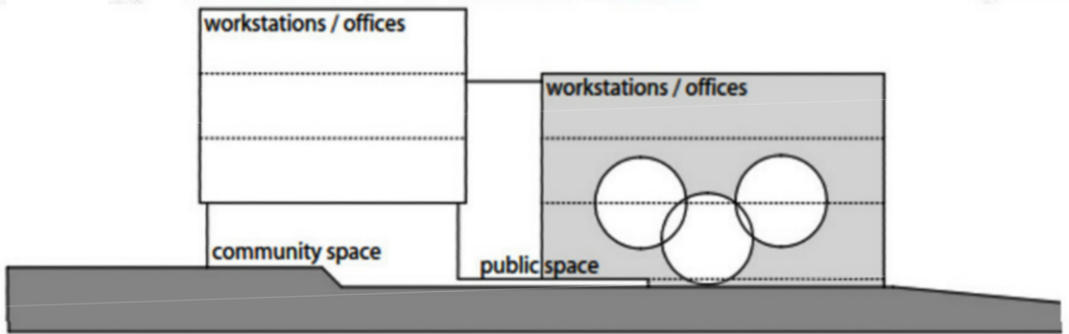 workstations / offices
workstations / offices
community space
public space